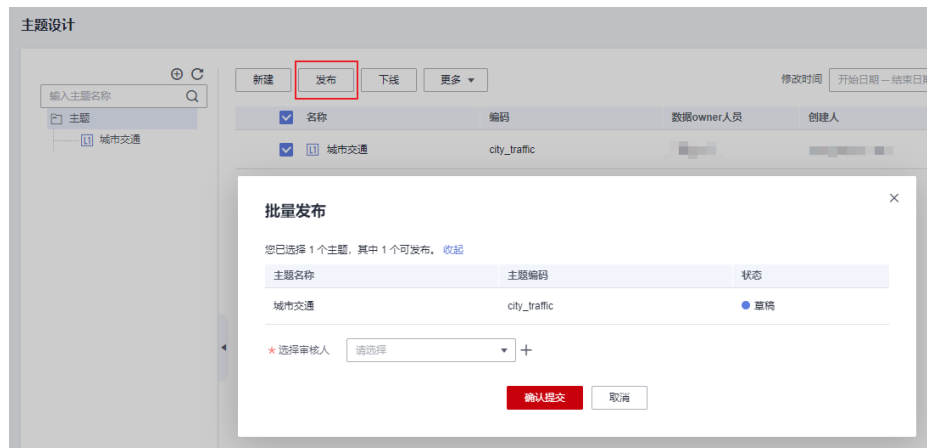 主题设计
新建 发布 下线 更多 修改时间 开始日期 – 结束日期
输入主题名称
主题
名称 编码 数据owner人员 创建人
L1 城市交通
L1 城市交通 city_traffic
批量发布
您已选择 1 个主题，其中 1 个可发布。 收起
主题名称 主题编码 状态
城市交通 city_traffic 草稿
* 选择审核人 请选择
确认提交 取消